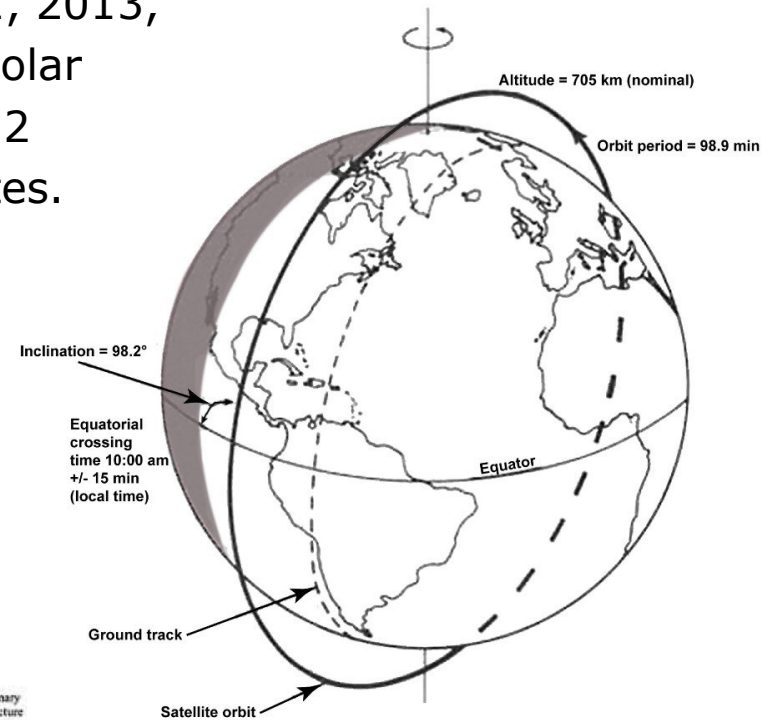 2013,
olar
2
tes.
Altitude = 705 km (nominal)
Orbit period = 98.9 min
Inclination = 98.2°
Equatorial
crossing
time 10:00 am
+/- 15 min
(local time)
Equator
Ground track
Satellite orbit